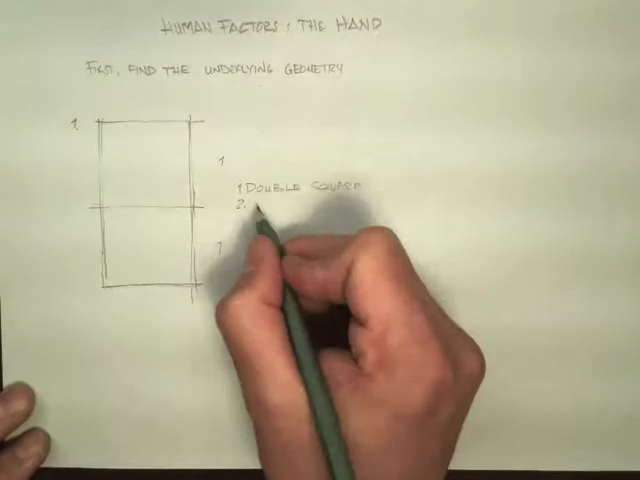 HUMAN FACTORS: THE HAND
FIRST, FIND THE UNDERLYING GEOMETRY
1.
1
1. DOUBLE SQUARE
2.
1